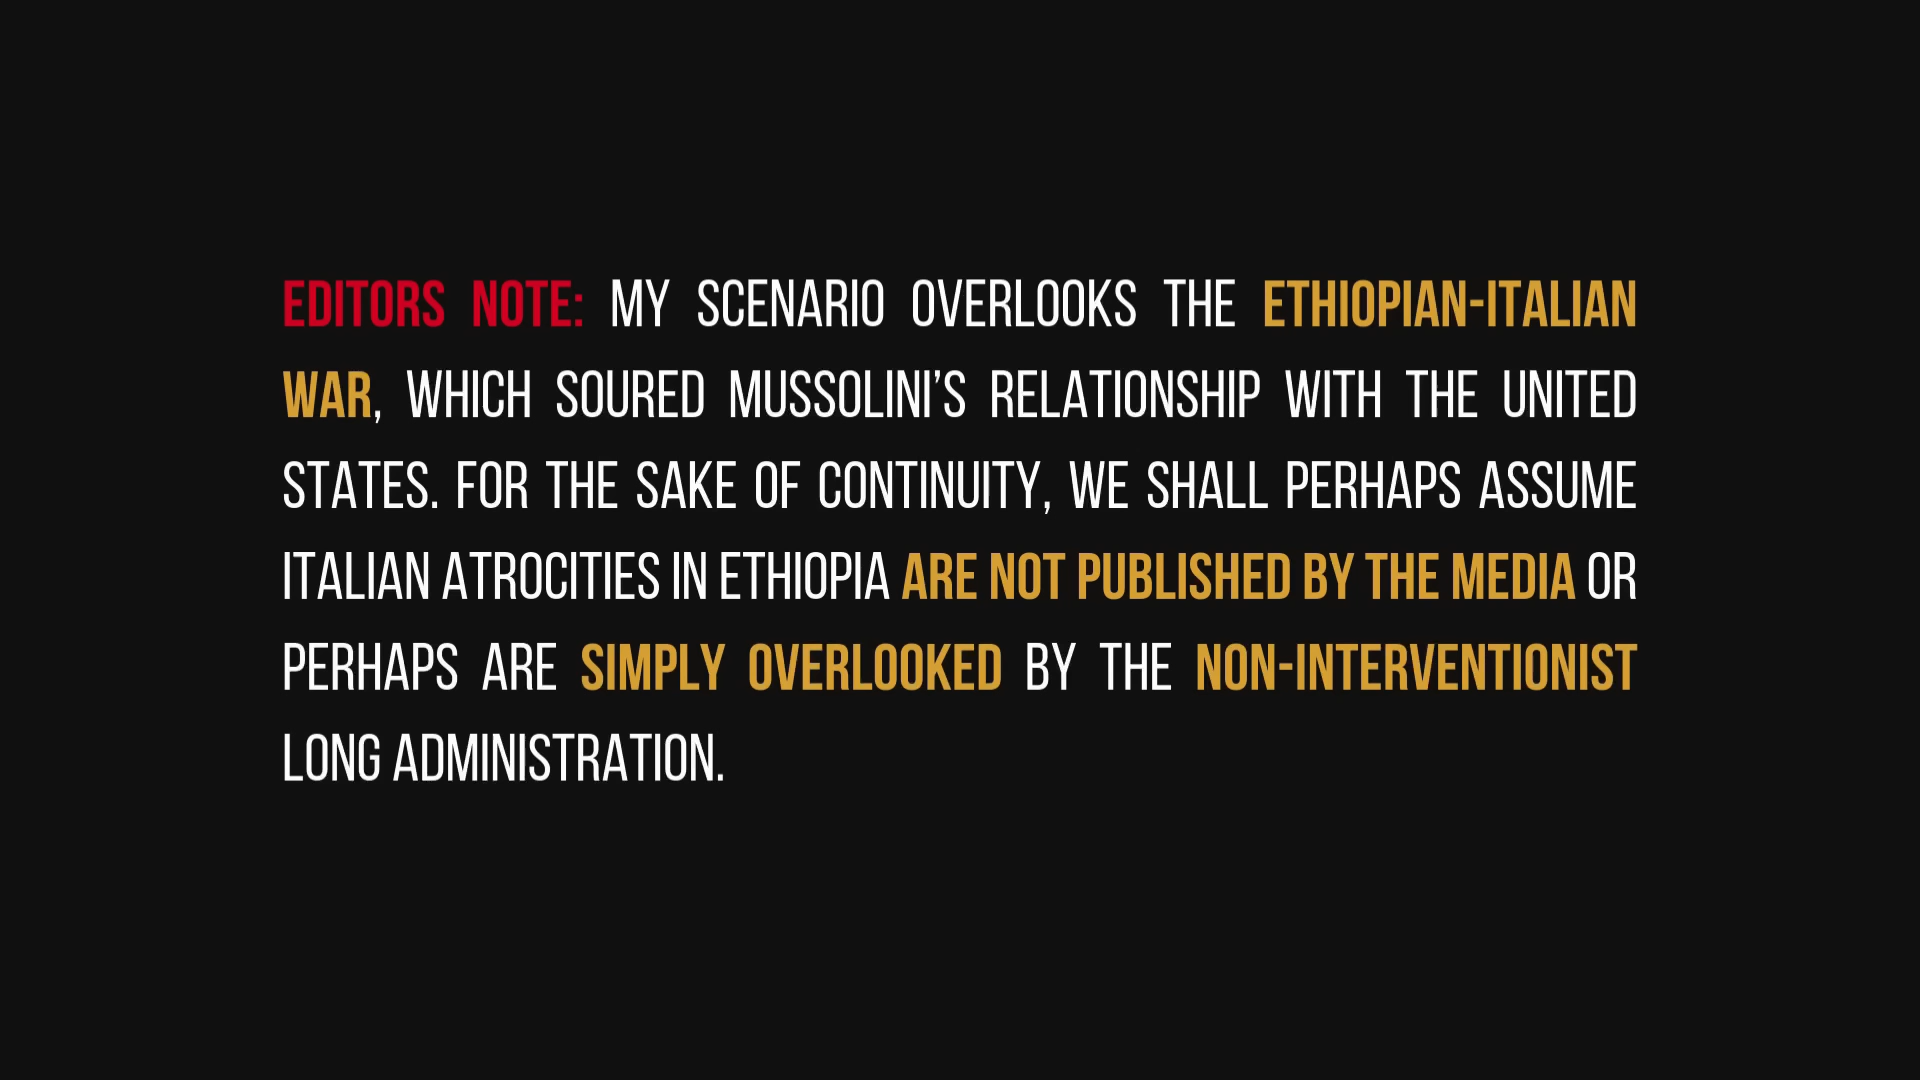 EDITORS NOTE: MY SCENARIO OVERLOOKS THE ETHIOPIAN-ITALIAN
WAR, WHICH SOURED MUSSOLINI’S RELATIONSHIP WITH THE UNITED
STATES. FOR THE SAKE OF CONTINUITY, WE SHALL PERHAPS ASSUME
ITALIAN ATROCITIES IN ETHIOPIA ARE NOT PUBLISHED BY THE MEDIA OR
PERHAPS ARE SIMPLY OVERLOOKED BY THE NON-INTERVENTIONIST
LONG ADMINISTRATION.